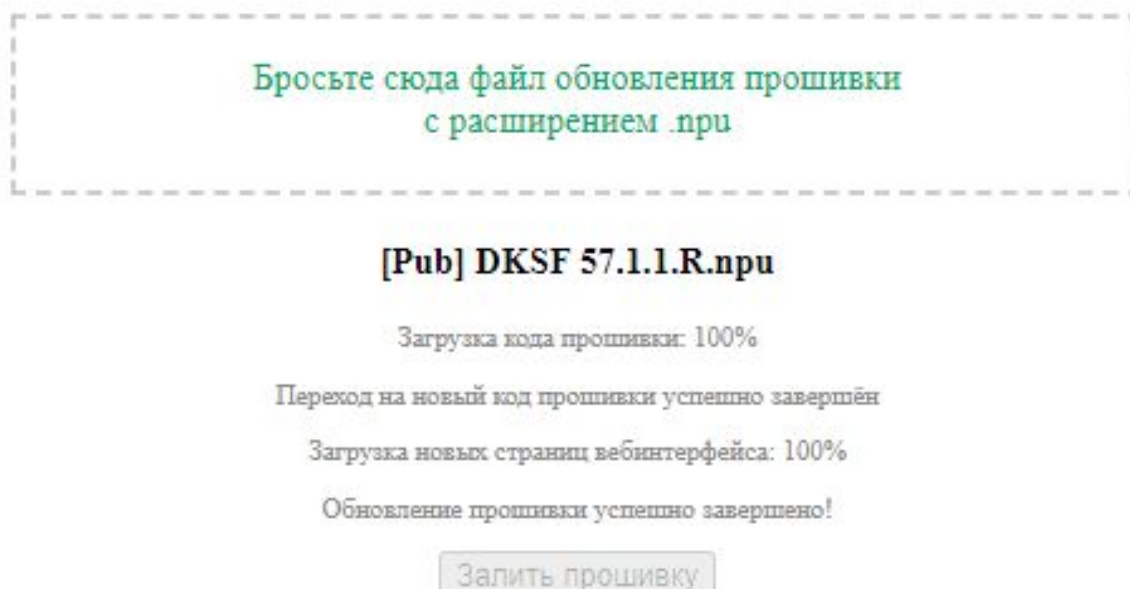 Бросьте сюда файл обновления прошивки
с расширением .npu
[Pub] DKSF 57.1.1.R.npu
Загрузка кода прошивки: 100%
Переход на новый код прошивки успешно завершён
Загрузка новых страниц вебинтерфейса: 100%
Обновление прошивки успешно завершено!
Залить прошивку